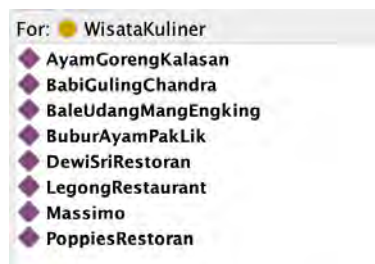 For: WisataKuliner
AyamGorengKalasan
BabiGulingChandra
BaleUdangMangEngking
BuburAyamPakLik
DewiSriRestoran
LegongRestaurant
Massimo
PoppiesRestoran